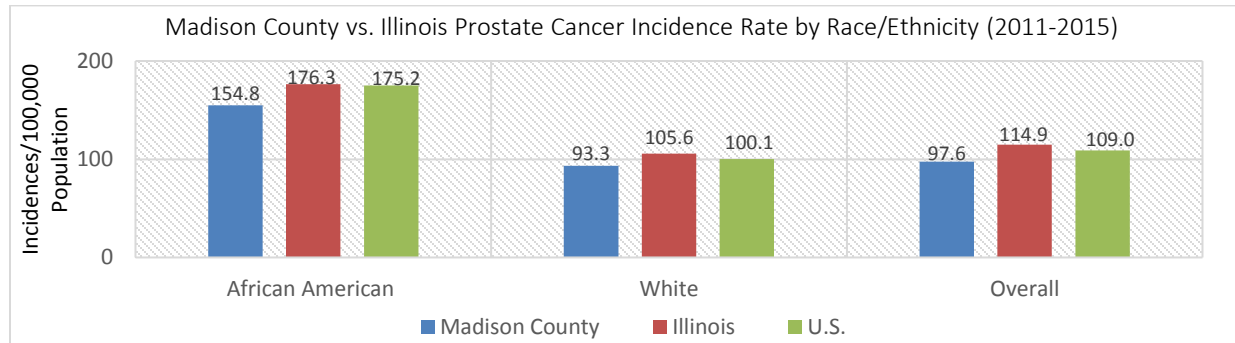 Madison County vs. Illinois Prostate Cancer Incidence Rate by Race/Ethnicity (2011-2015)
Incidences/100,000
Population
200
100
0
154.8
176.3
175.2
93.3
105.6
100.1
97.6
114.9
109.0
African American
White
Overall
Madison County
Illinois
U.S.